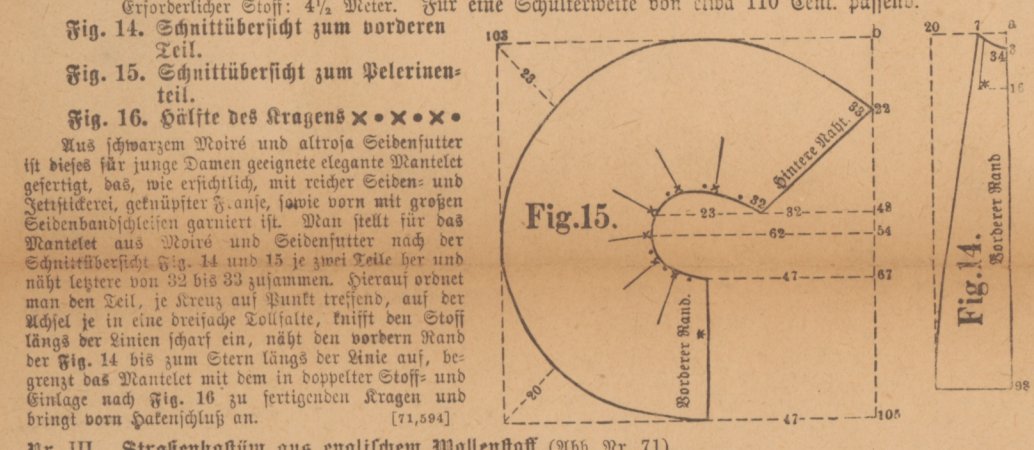 Erforderlicher Stoff: 4½ Meter. Für eine Schulterweite von etwa 110 Cent. passend.
Fig. 14. Schnittübersicht zum vorderen
Teil.
Fig. 15. Schnittübersicht zum Pelerinen-
teil.
Fig. 16. Hälfte des Kragens × • × • × •
Aus schwarzem Moiré und altrosa Seidenfutter
ist dieses für junge Damen geeignete elegante Mantelet
gefertigt, das, wie ersichtlich, mit reicher Seiden- und
Jettstickerei, geknüpfter Franse, sowie vorn mit großen
Seidenbandschleifen garniert ist. Man stellt für das
Mantelet aus Moiré und Seidenfutter nach der
Schnittübersicht Fig. 14 und 15 je zwei Teile her und
näht letztere von 32 bis 33 zusammen. Hierauf ordnet
man den Teil, je Kreuz auf Punkt treffend, auf der
Achsel je in eine dreifache Tollfalte, knifft den Stoff
längs der Linien scharf ein, näht den vordern Rand
der Fig. 14 bis zum Stern längs der Linie auf, be-
grenzt das Mantelet mit dem in doppelter Stoff- und
Einlage nach Fig. 16 zu fertigenden Kragen und
bringt vorn Hakenschluß an. [71,594]
Nr. III. Straßenkostüm aus englischem Wollenstoff (Abb. Nr. 71)
103
b
23
33
22
Hintere Naht.
32
Fig.15.
23
32
48
62
54
47
67
Vorderer Rand.
*
20
47
105
20
7
a
3
34
*
16
Vorderer Rand
Fig.14.
98